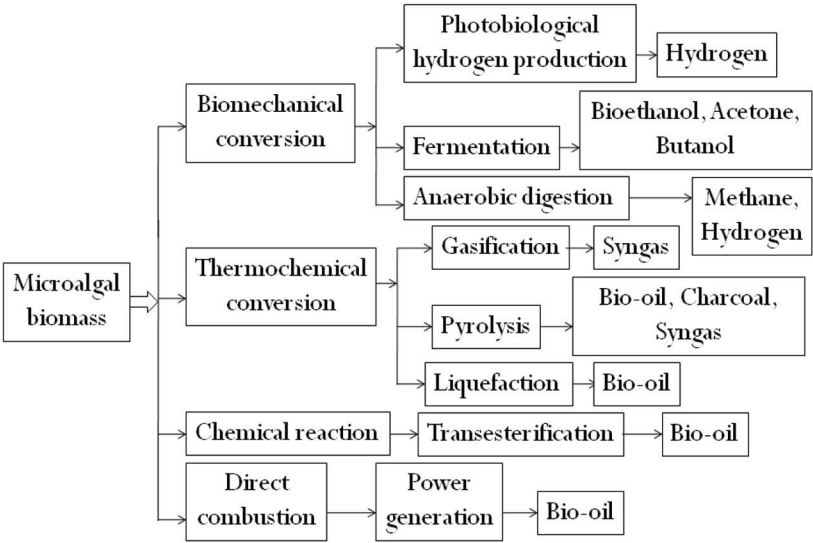 Microalgal
biomass
Biomechanical
conversion
Photobiological
hydrogen production
Hydrogen
Fermentation
Bioethanol, Acetone,
Butanol
Anaerobic digestion
Methane,
Hydrogen
Thermochemical
conversion
Gasification
Syngas
Pyrolysis
Bio-oil, Charcoal,
Syngas
Liquefaction
Bio-oil
Chemical reaction
Transesterification
Bio-oil
Direct
combustion
Power
generation
Bio-oil